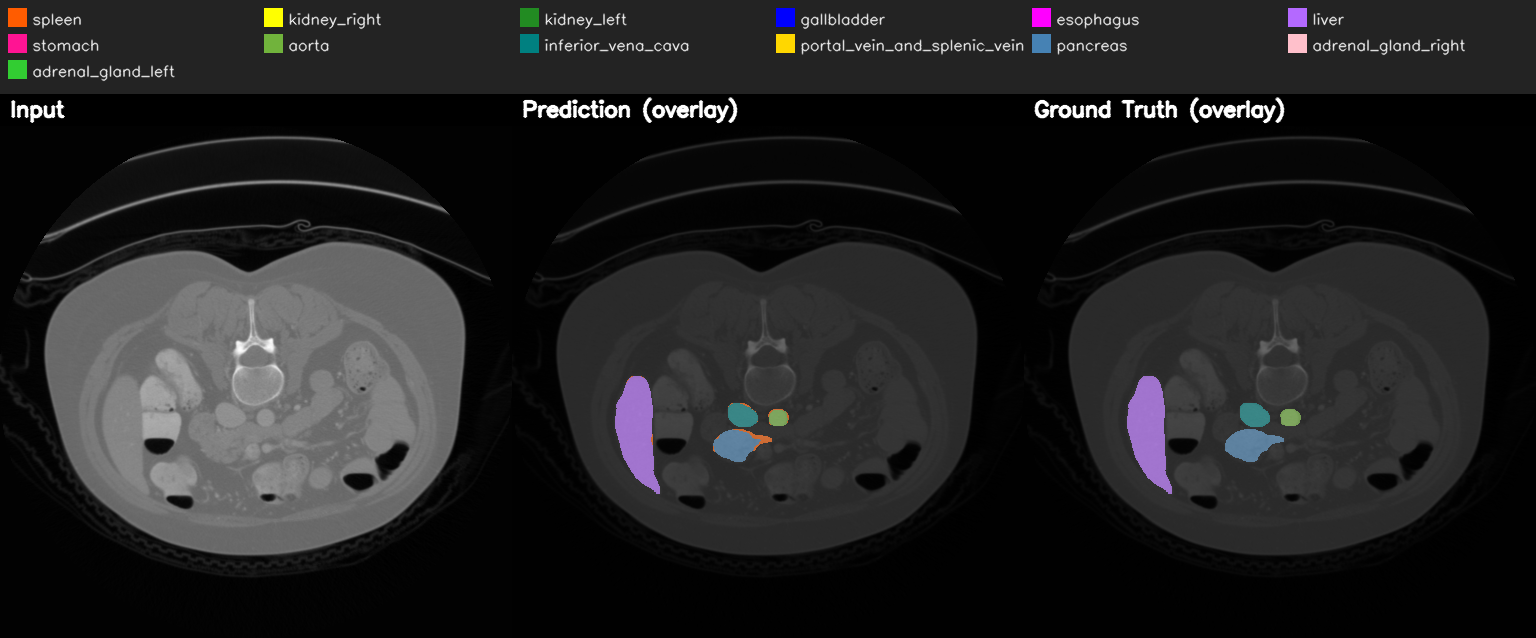 spleen kidney_right kidney_left gallbladder esophagus liver
stomach aorta inferior_vena_cava portal_vein_and_splenic_vein pancreas adrenal_gland_right
adrenal_gland_left
Input Prediction (overlay) Ground Truth (overlay)